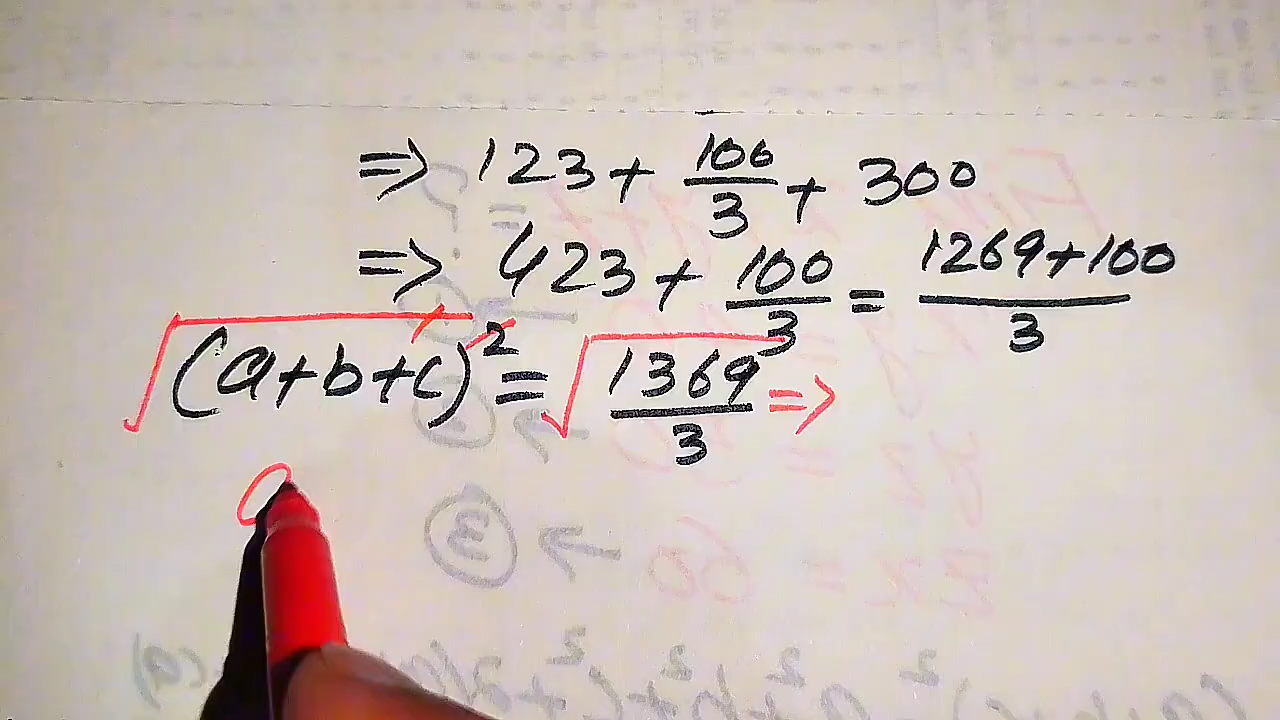 => 123 + 100/3 + 300
=> 423 + 100/3 = 1269+100/3
√(a+b+c)² = √1369/3 =>